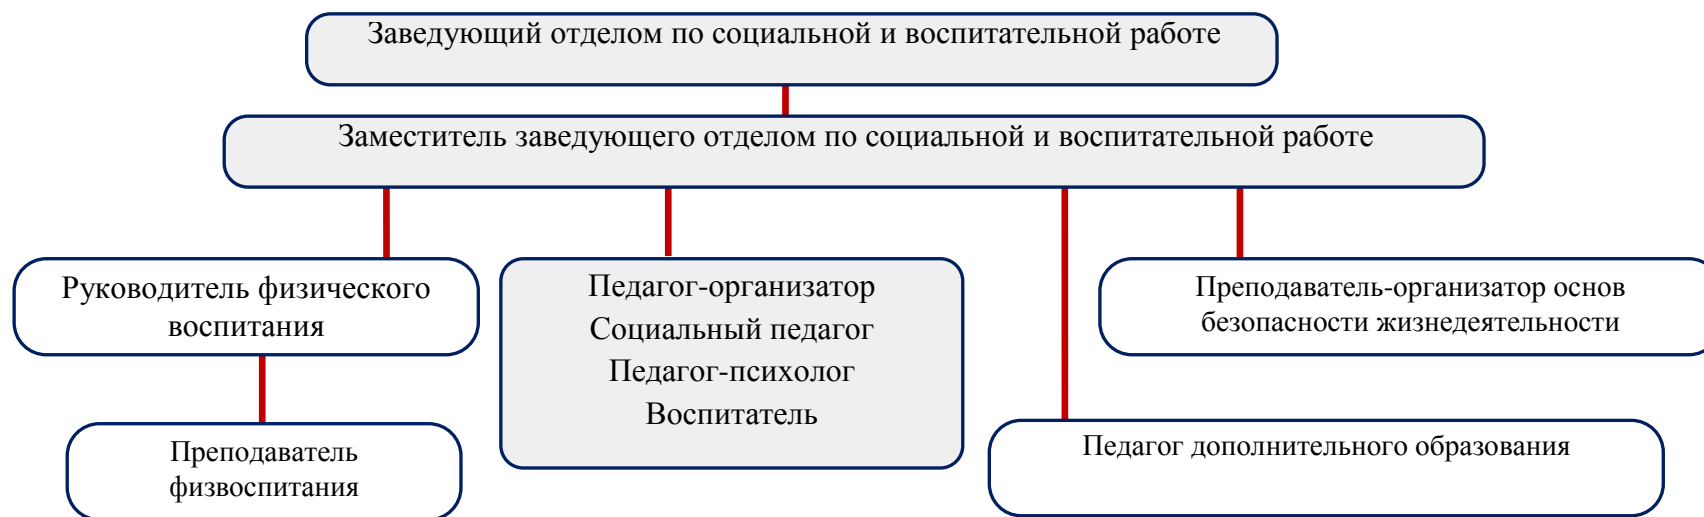 Заведующий отделом по социальной и воспитательной работе
Заместитель заведующего отделом по социальной и воспитательной работе
Руководитель физического
воспитания
Педагог-организатор
Социальный педагог
Педагог-психолог
Воспитатель
Преподаватель-организатор основ
безопасности жизнедеятельности
Преподаватель
физвоспитания
Педагог дополнительного образования